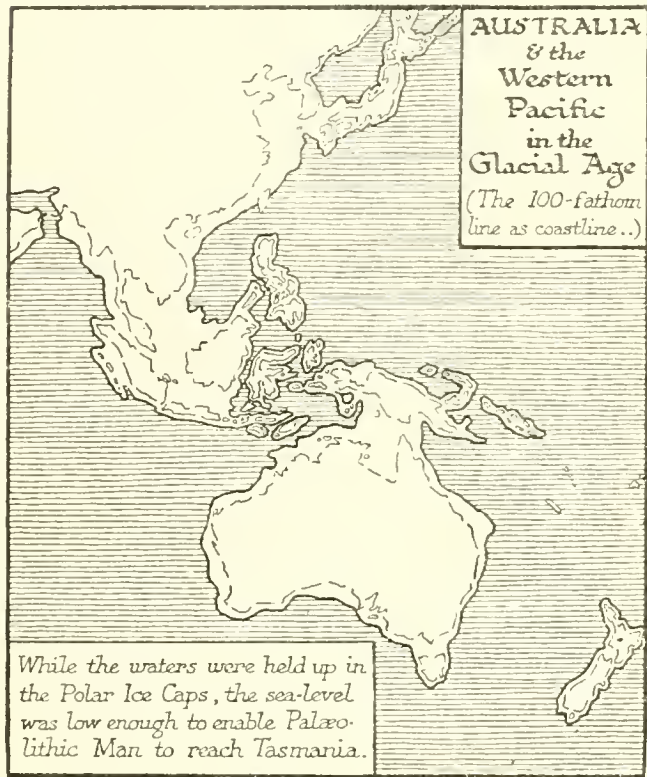 AUSTRALIA
& the
Western
Pacific
in the
Glacial Age
(The 100-fathom
line as coastline..)
While the waters were held up in
the Polar Ice Caps, the sea-level
was low enough to enable Palæo-
lithic Man to reach Tasmania..